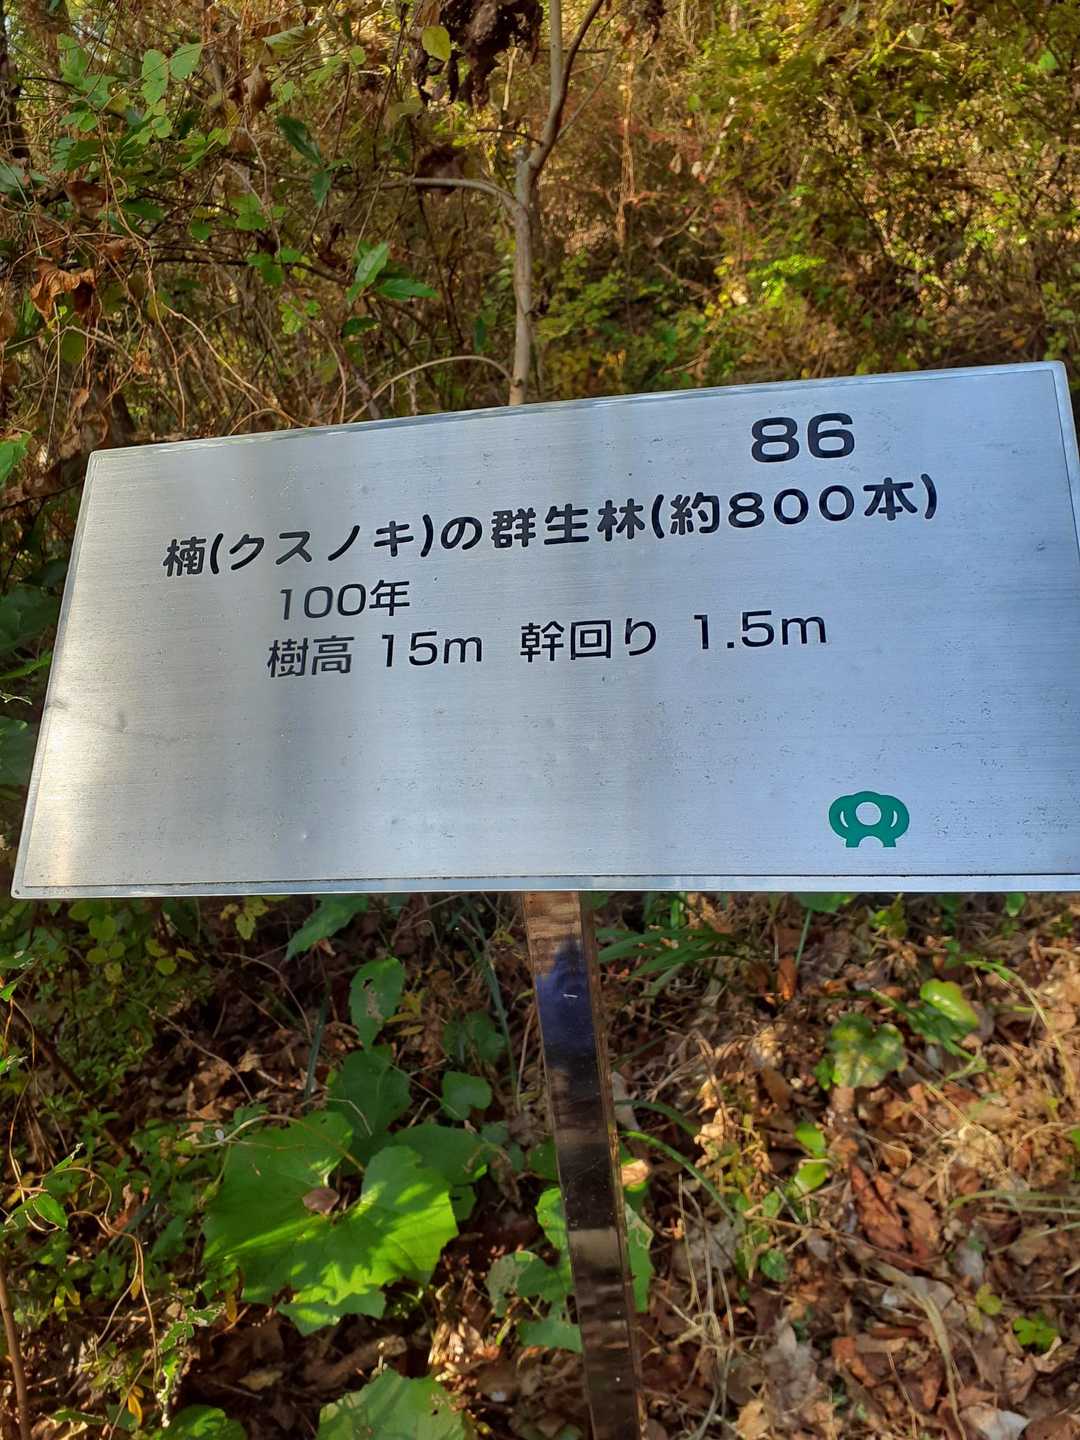 86
楠(クスノキ)の群生林(約800本)
100年
樹高 15m 幹回り 1.5m